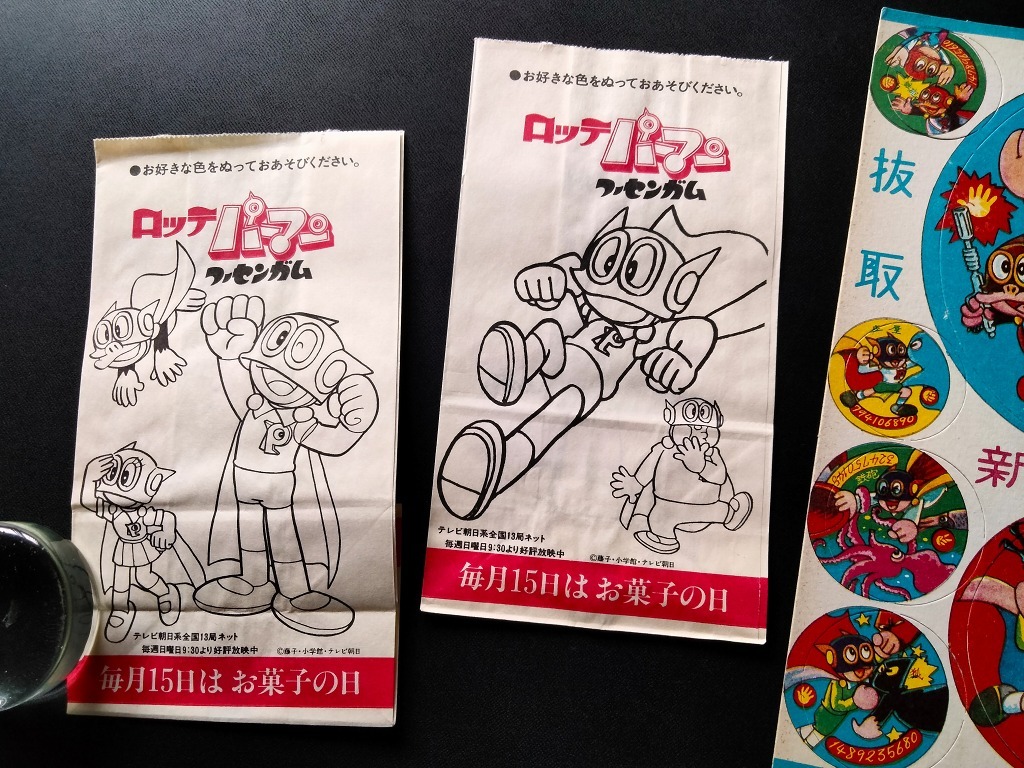 ●お好きな色をぬっておあそびください。
ロッテ パーマン
フーセンガム
テレビ朝日系全国13局ネット
毎週日曜日9:30より好評放映中
©藤子・小学館・テレビ朝日
毎月15日は お菓子の日
●お好きな色をぬっておあそびください。
ロッテ パーマン
フーセンガム
テレビ朝日系全国13局ネット
毎週日曜日9:30より好評放映中
©藤子・小学館・テレビ朝日
毎月15日は お菓子の日
抜
取
新
994106890
1489235680